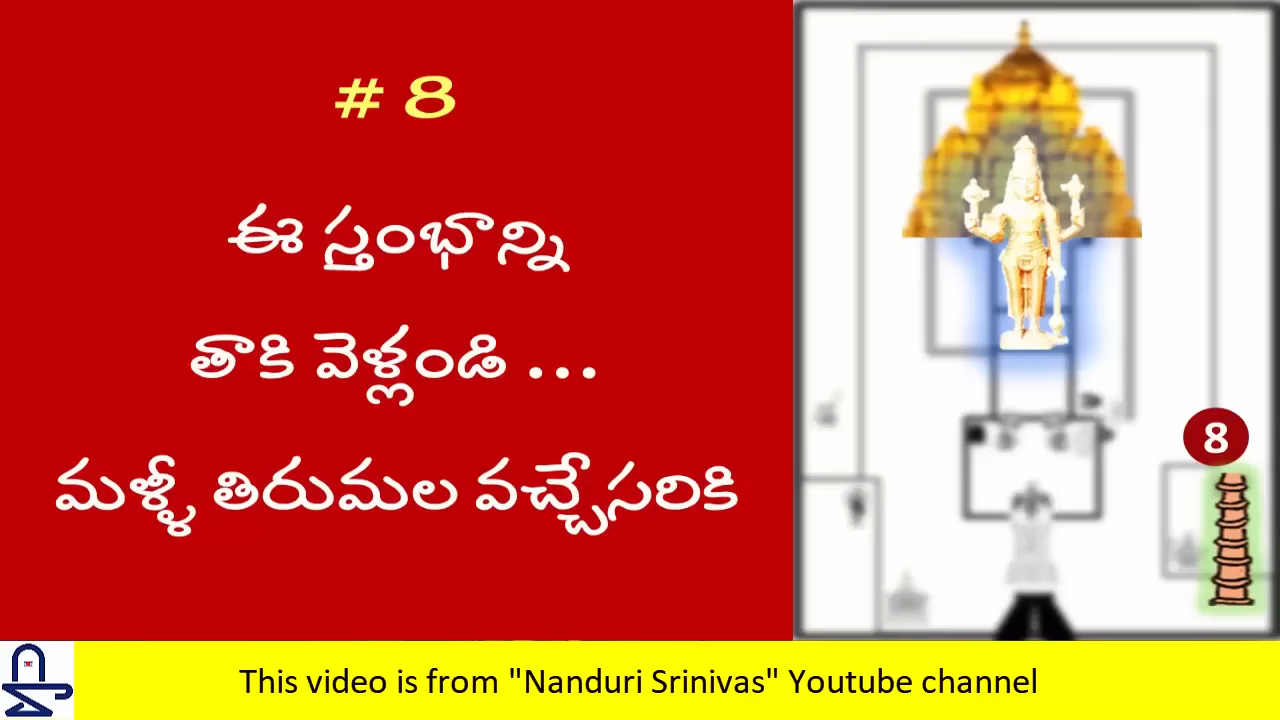 # 8
ఈ స్తంభాన్ని
తాకి వెళ్లండి ...
మళ్ళీ తిరుమల వచ్చేసరికి
8
This video is from "Nanduri Srinivas" Youtube channel